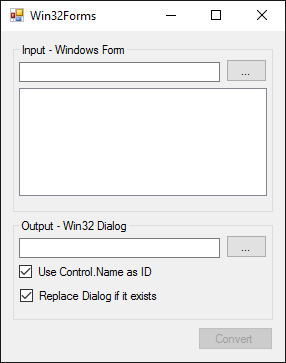 Win32Forms
Input - Windows Form
...
Output - Win32 Dialog
...
Use Control.Name as ID
Replace Dialog if it exists
Convert